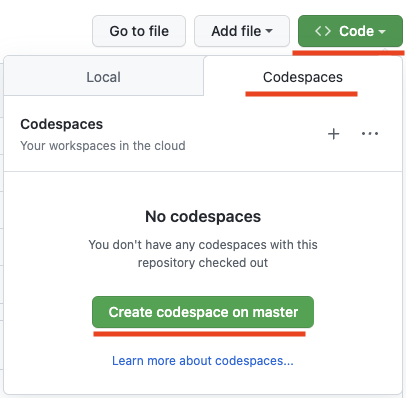 Go to file
Add file
Code
Local
Codespaces
Codespaces
Your workspaces in the cloud
No codespaces
You don't have any codespaces with this
repository checked out
Create codespace on master
Learn more about codespaces...